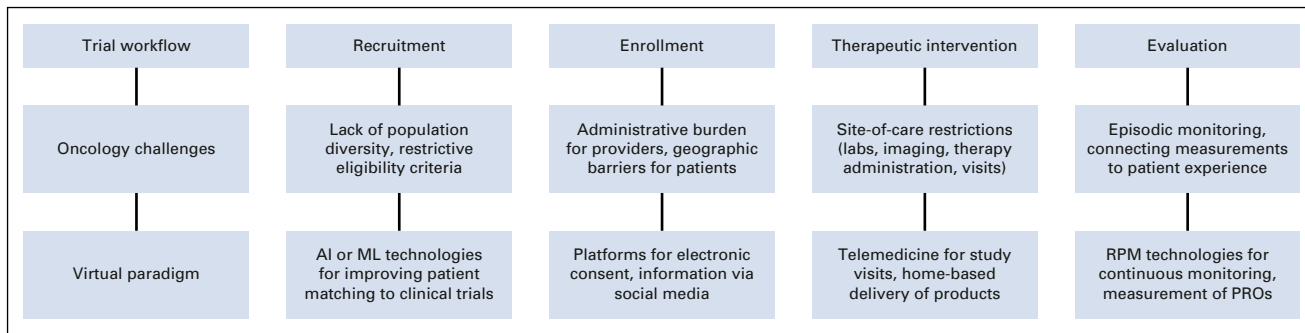 Trial workflow
Recruitment
Enrollment
Therapeutic intervention
Evaluation
Oncology challenges
Lack of population
diversity, restrictive
eligibility criteria
Administrative burden
for providers, geographic
barriers for patients
Site-of-care restrictions
(labs, imaging, therapy
administration, visits)
Episodic monitoring,
connecting measurements
to patient experience
Virtual paradigm
AI or ML technologies
for improving patient
matching to clinical trials
Platforms for electronic
consent, information via
social media
Telemedicine for study
visits, home-based
delivery of products
RPM technologies for
continuous monitoring,
measurement of PROs